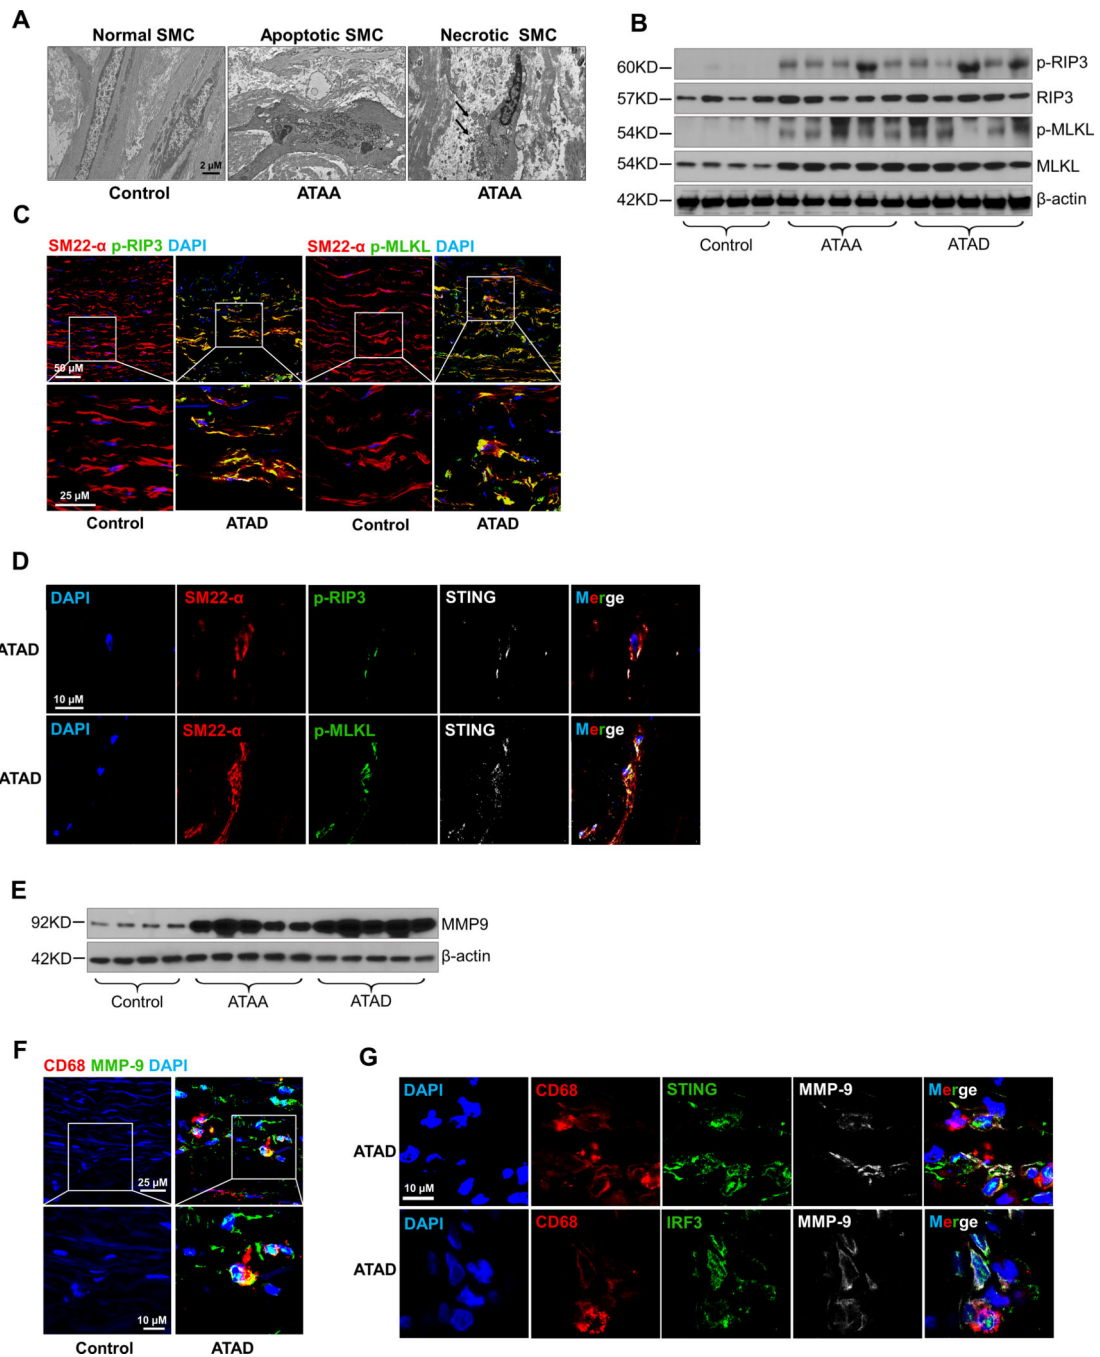 A
Normal SMC Apoptotic SMC Necrotic SMC
2 μM
Control ATAA ATAA
B
60KD p-RIP3
57KD RIP3
54KD p-MLKL
54KD MLKL
42KD β-actin
Control ATAA ATAD
C
SM22-α p-RIP3 DAPI SM22-α p-MLKL DAPI
50 μM
25 μM
Control ATAD Control ATAD
D
DAPI SM22-α p-RIP3 STING Merge
ATAD
10 μM
DAPI SM22-α p-MLKL STING Merge
ATAD
E
92KD MMP9
42KD β-actin
Control ATAA ATAD
F
CD68 MMP-9 DAPI
25 μM
10 μM
Control ATAD
G
DAPI CD68 STING MMP-9 Merge
ATAD
10 μM
DAPI CD68 IRF3 MMP-9 Merge
ATAD